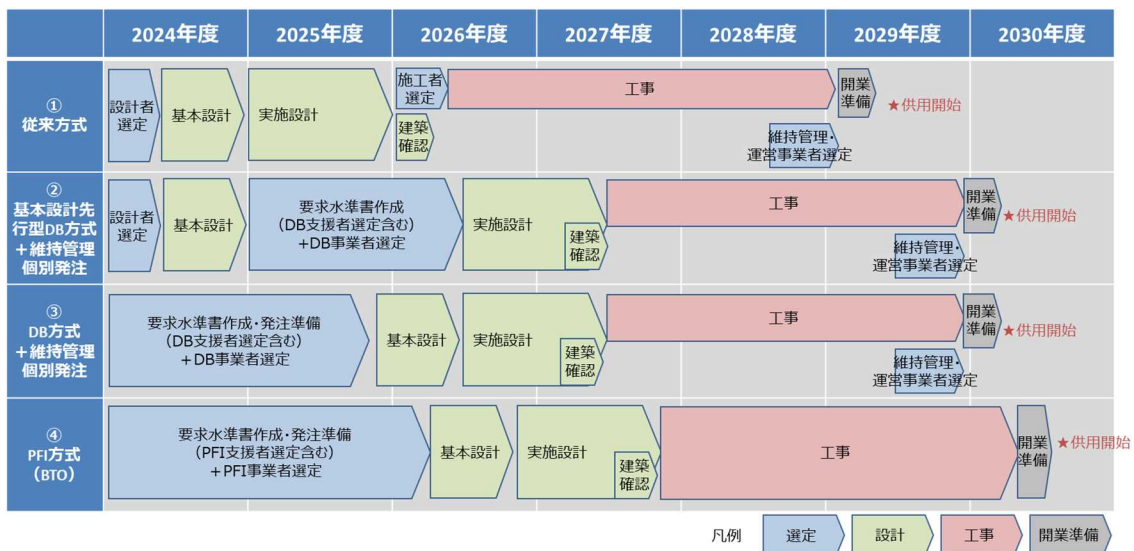 2024年度 2025年度 2026年度 2027年度 2028年度 2029年度 2030年度
①
従来方式
設計者
選定
基本設計
実施設計
施工者
選定
建築
確認
工事
維持管理・
運営事業者選定
開業
準備
★供用開始
②
基本設計先
行型DB方式
＋維持管理
個別発注
設計者
選定
基本設計
要求水準書作成
(DB支援者選定含む)
+DB事業者選定
実施設計
建築
確認
工事
維持管理・
運営事業者選定
開業
準備
★供用開始
③
DB方式
＋維持管理
個別発注
要求水準書作成・発注準備
(DB支援者選定含む)
+DB事業者選定
基本設計
実施設計
建築
確認
工事
維持管理・
運営事業者選定
開業
準備
★供用開始
④
PFI方式
（BTO）
要求水準書作成・発注準備
(PFI支援者選定含む)
+PFI事業者選定
基本設計
実施設計
建築
確認
工事
開業
準備
★供用開始
凡例 選定 設計 工事 開業準備